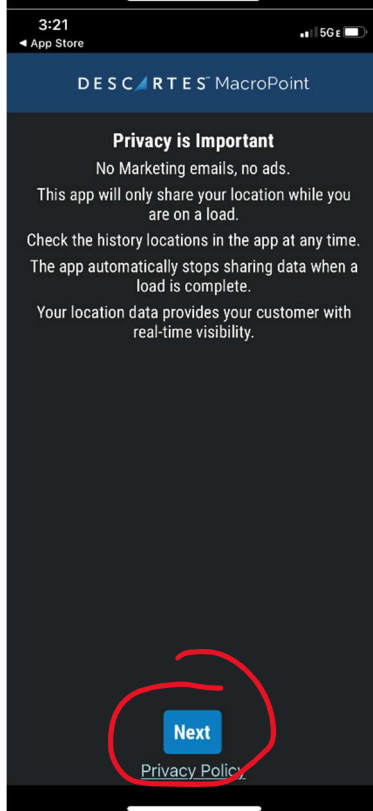 3:21
5G E
◄ App Store
DESCARTES™ MacroPoint
Privacy is Important
No Marketing emails, no ads.
This app will only share your location while you
are on a load.
Check the history locations in the app at any time.
The app automatically stops sharing data when a
load is complete.
Your location data provides your customer with
real-time visibility.
Next
Privacy Policy